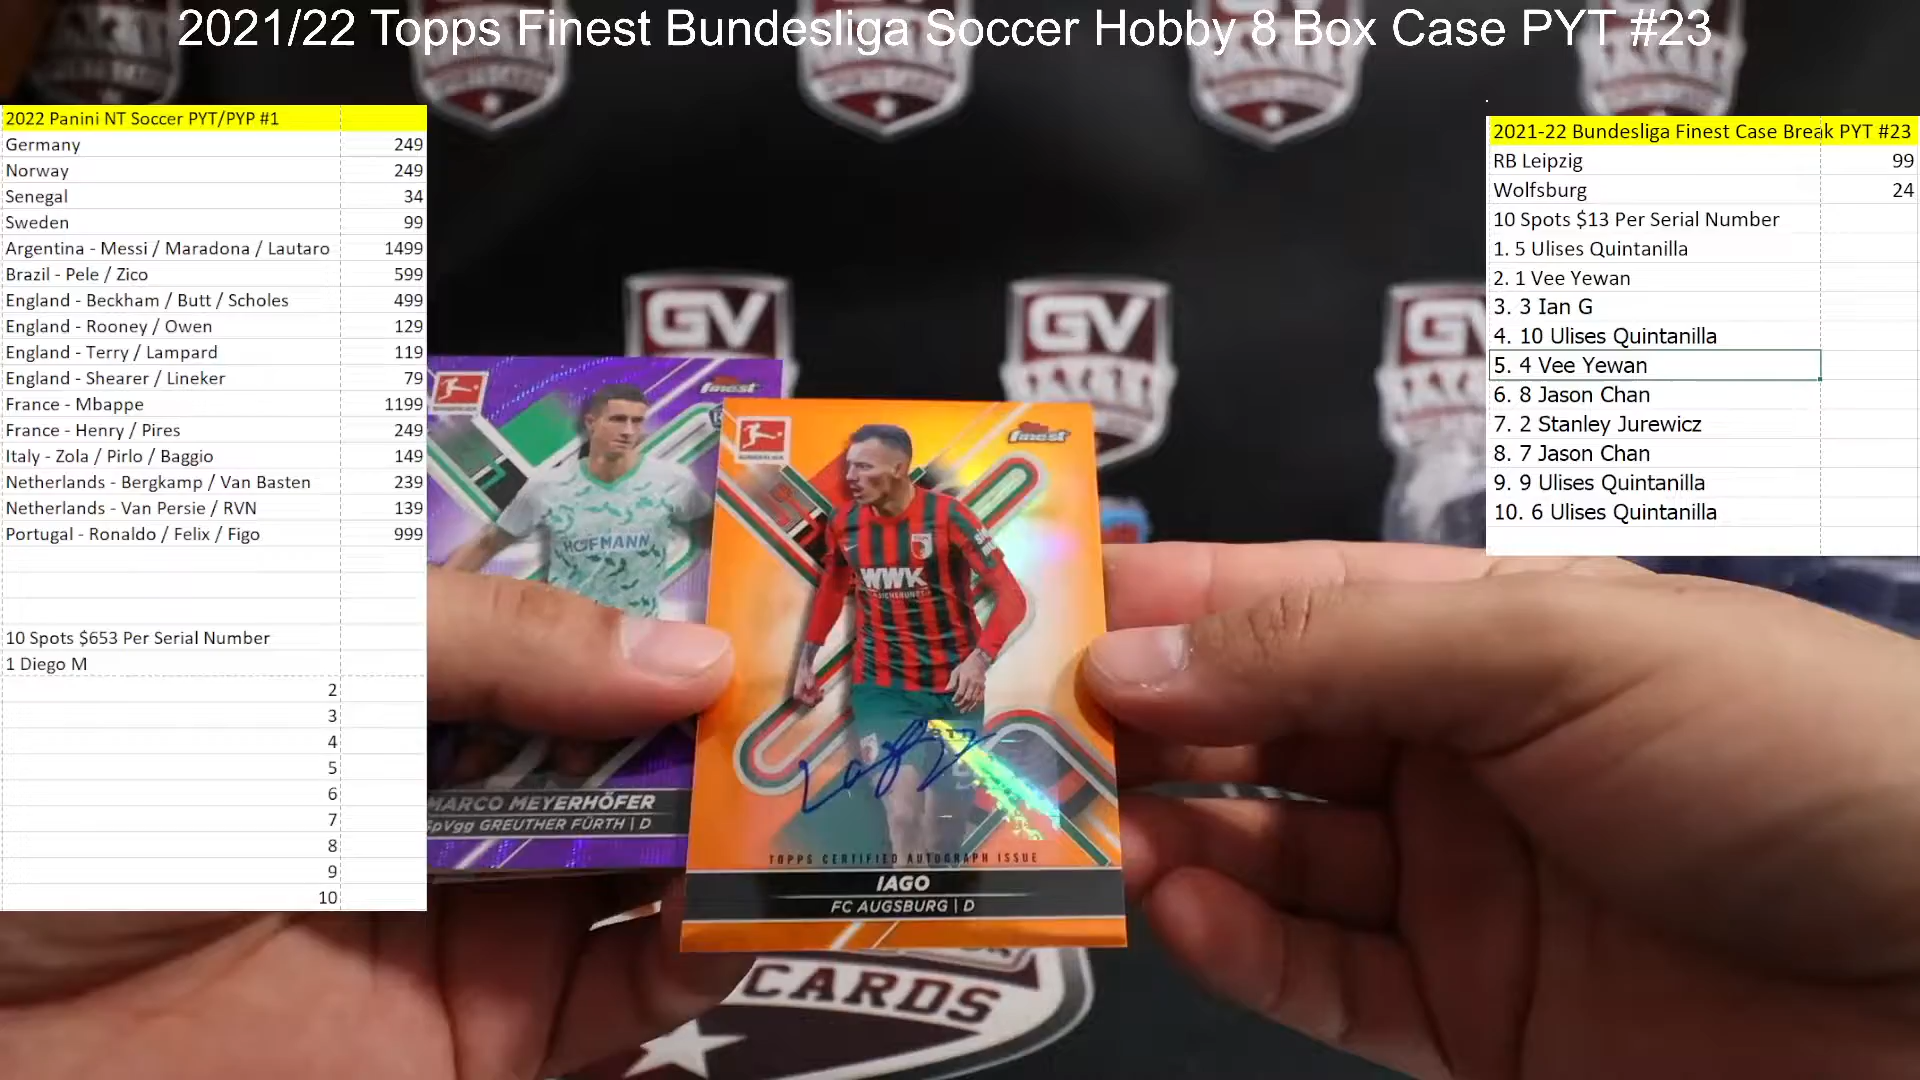 2021/22 Topps Finest Bundesliga Soccer Hobby 8 Box Case PYT #23
2022 Panini NT Soccer PYT/PYP #1
Germany 249
Norway 249
Senegal 34
Sweden 99
Argentina - Messi / Maradona / Lautaro 1499
Brazil - Pele / Zico 599
England - Beckham / Butt / Scholes 499
England - Rooney / Owen 129
England - Terry / Lampard 119
England - Shearer / Lineker 79
France - Mbappe 1199
France - Henry / Pires 249
Italy - Zola / Pirlo / Baggio 149
Netherlands - Bergkamp / Van Basten 239
Netherlands - Van Persie / RVN 139
Portugal - Ronaldo / Felix / Figo 999
10 Spots $653 Per Serial Number
1 Diego M
2
3
4
5
6
7
8
9
10
2021-22 Bundesliga Finest Case Break PYT #23
RB Leipzig 99
Wolfsburg 24
10 Spots $13 Per Serial Number
1. 5 Ulises Quintanilla
2. 1 Vee Yewan
3. 3 Ian G
4. 10 Ulises Quintanilla
5. 4 Vee Yewan
6. 8 Jason Chan
7. 2 Stanley Jurewicz
8. 7 Jason Chan
9. 9 Ulises Quintanilla
10. 6 Ulises Quintanilla
GV
GV
GV
finest
HOFMANN
MARCO MEYERHÖFER
SpVgg GREUTHER FÜRTH | D
BUNDESLIGA
finest
WWK
TOPPS CERTIFIED AUTOGRAPH ISSUE
IAGO
FC AUGSBURG | D
CARDS